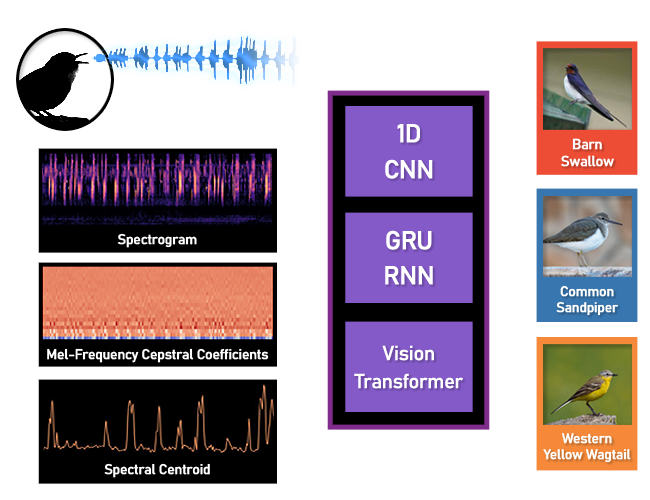 Spectrogram
Mel-Frequency Cepstral Coefficients
Spectral Centroid
1D
CNN
GRU
RNN
Vision
Transformer
Barn
Swallow
Common
Sandpiper
Western
Yellow Wagtail